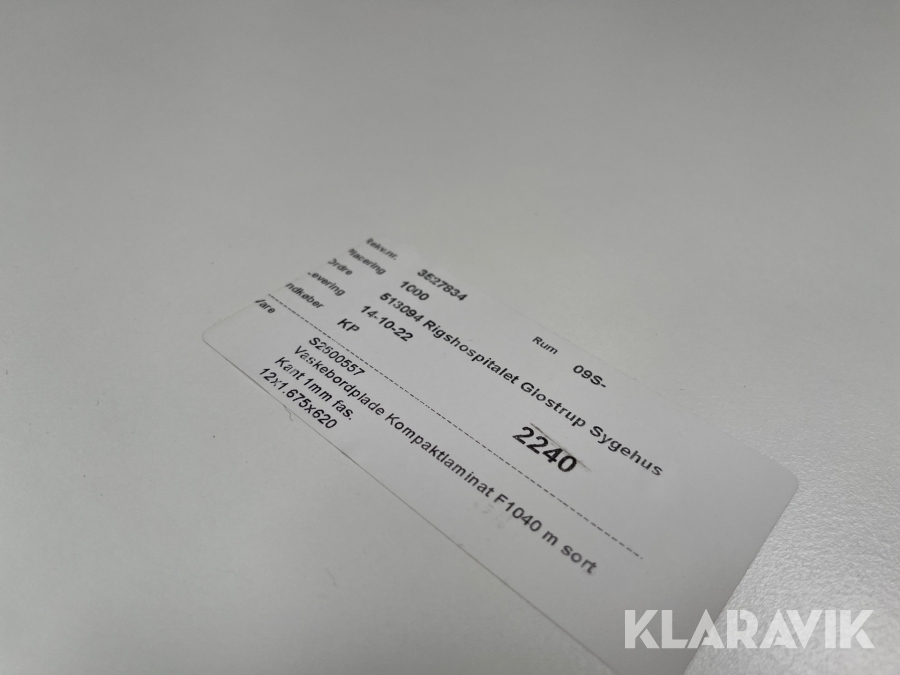 3527834
1000
Rum 09S-
513094 Rigshospitalet Glostrup Sygehus
14-10-22
2240
KP
S2500557
Vaskebordplade Kompaktlaminat F1040 m sort
Kant 1mm fas.
12x1.675x620
KLARAVIK